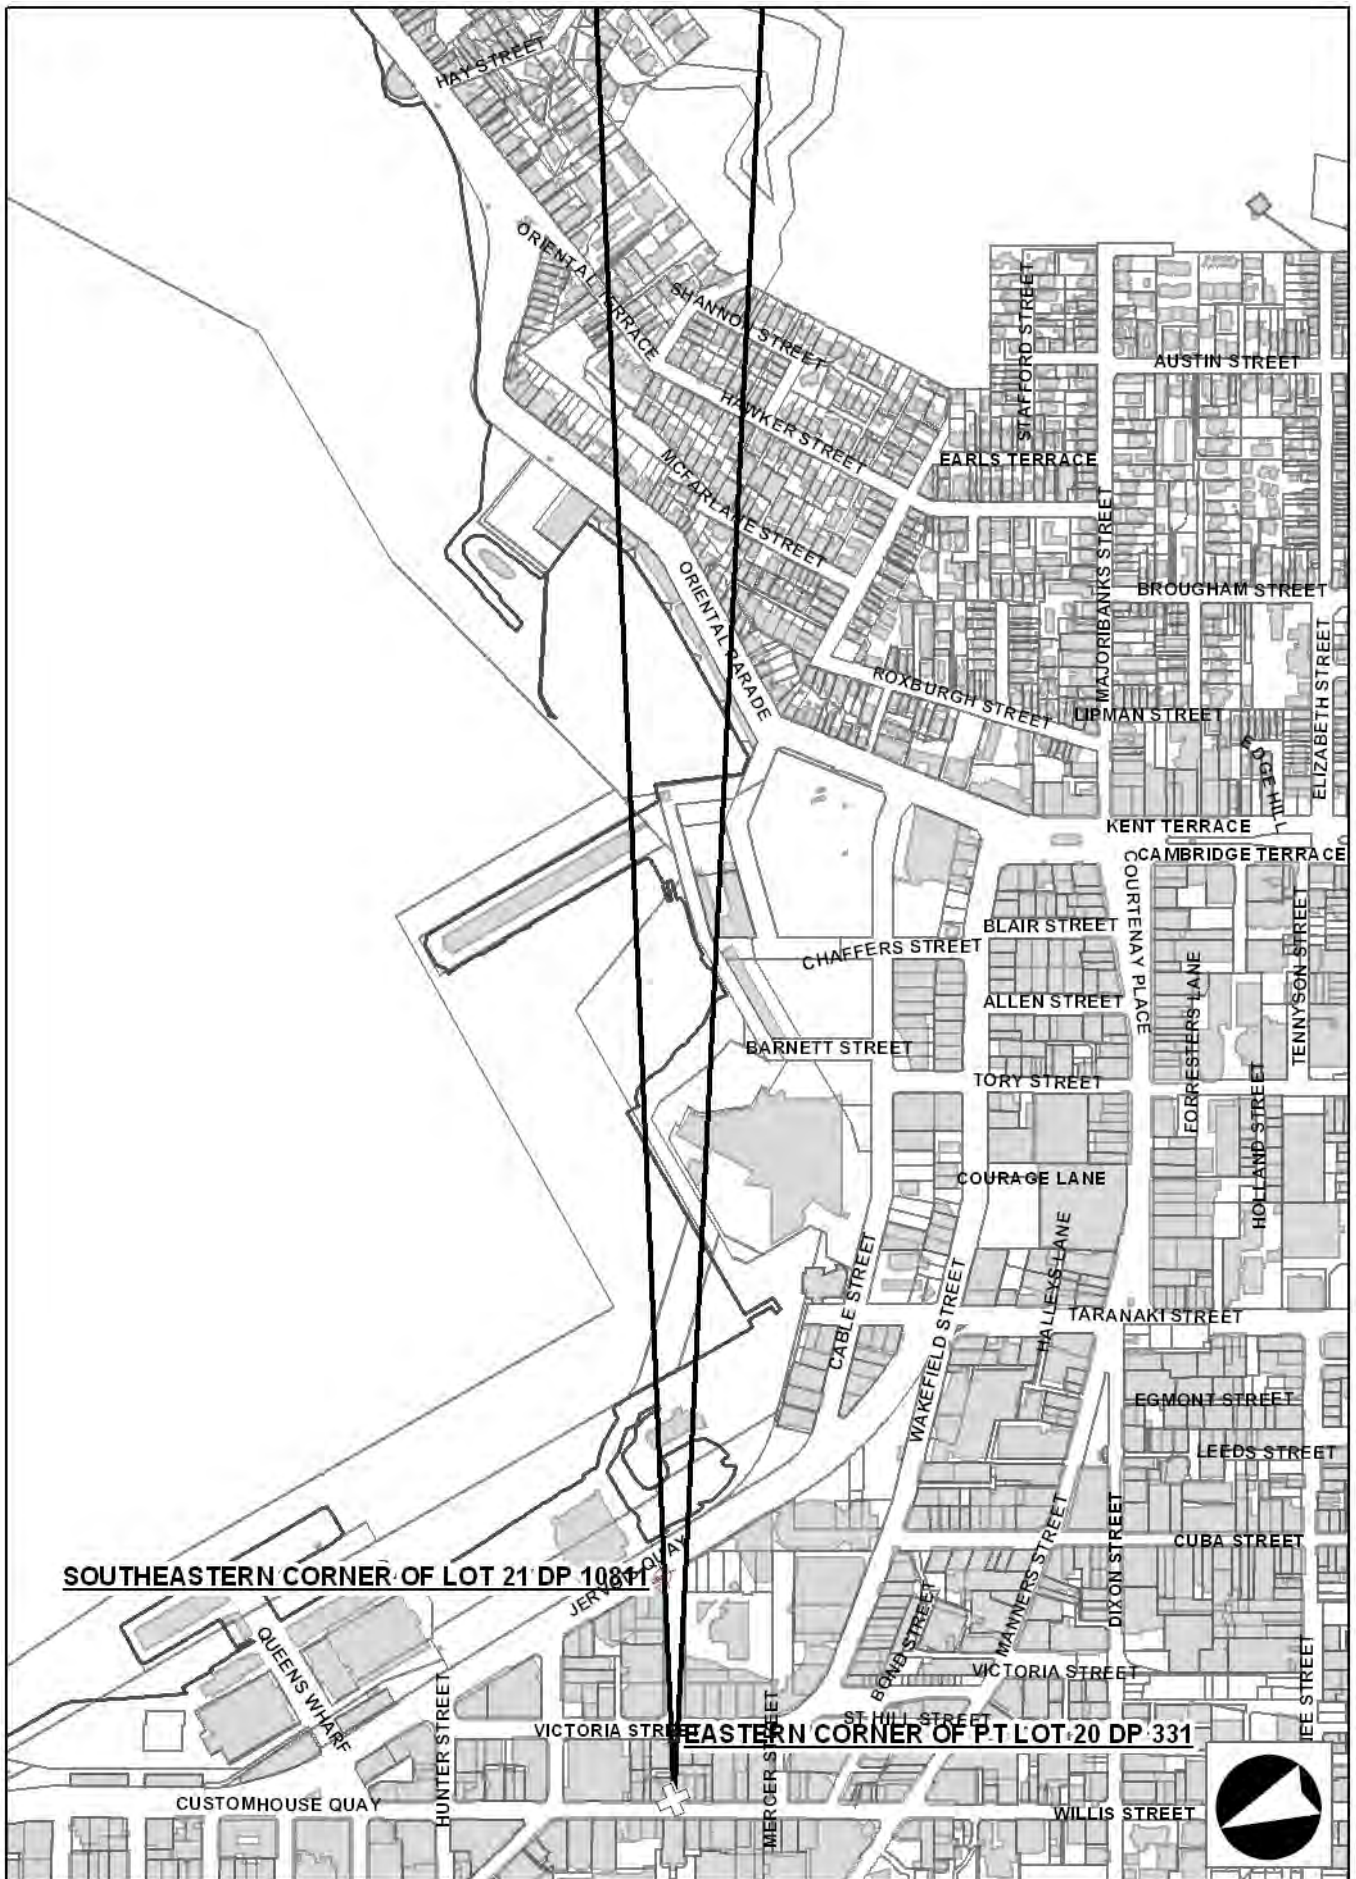 HAY STREET
ORIENTAL TERRACE
SHANNON STREET
STAFFORD STREET
AUSTIN STREET
HAWKER STREET
EARLS TERRACE
MCFARLANE STREET
MAJORIBANKS STREET
BROUGHAM STREET
ORIENTAL PARADE
ROXBURGH STREET
LIPMAN STREET
ELIZABETH STREET
EDGE HILL
KENT TERRACE
CAMBRIDGE TERRACE
COURTENAY PLACE
BLAIR STREET
CHAFFERS STREET
TENNYSON STREET
FORRESTERS LANE
ALLEN STREET
BARNETT STREET
TORY STREET
HOLLAND STREET
COURAGE LANE
HALLEYS LANE
CABLE STREET
WAKEFIELD STREET
TARANAKI STREET
EGMONT STREET
LEEDS STREET
CUBA STREET
DIXON STREET
MANNERS STREET
SOUTHEASTERN CORNER OF LOT 21 DP 10811
JERVOIS QUAY
BOND STREET
QUEENS WHARF
VICTORIA STREET
HUNTER STREET
VICTORIA STREET
ST HILL STREET
EASTERN CORNER OF PT LOT 20 DP 331
MERCER STREET
CUSTOMHOUSE QUAY
WILLIS STREET
STREET